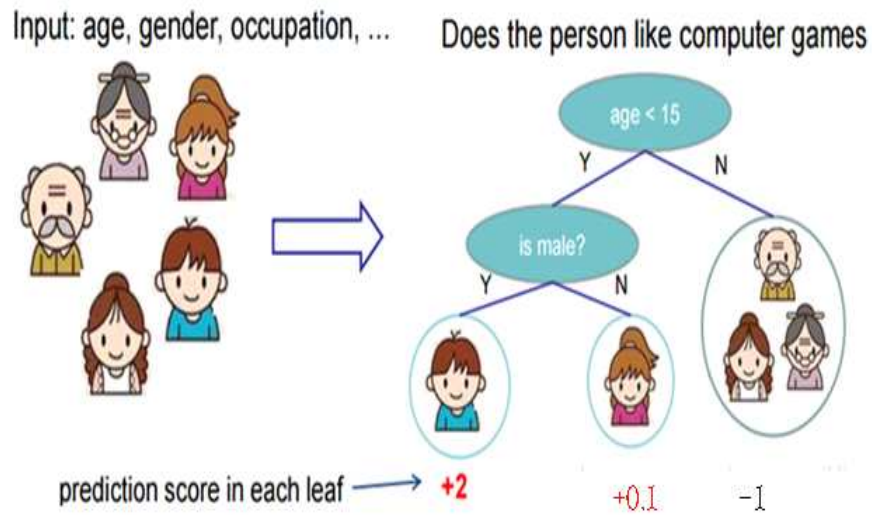 Input: age, gender, occupation, ...
Does the person like computer games
age < 15
Y
N
is male?
Y
N
prediction score in each leaf
+2
+0.1
-1